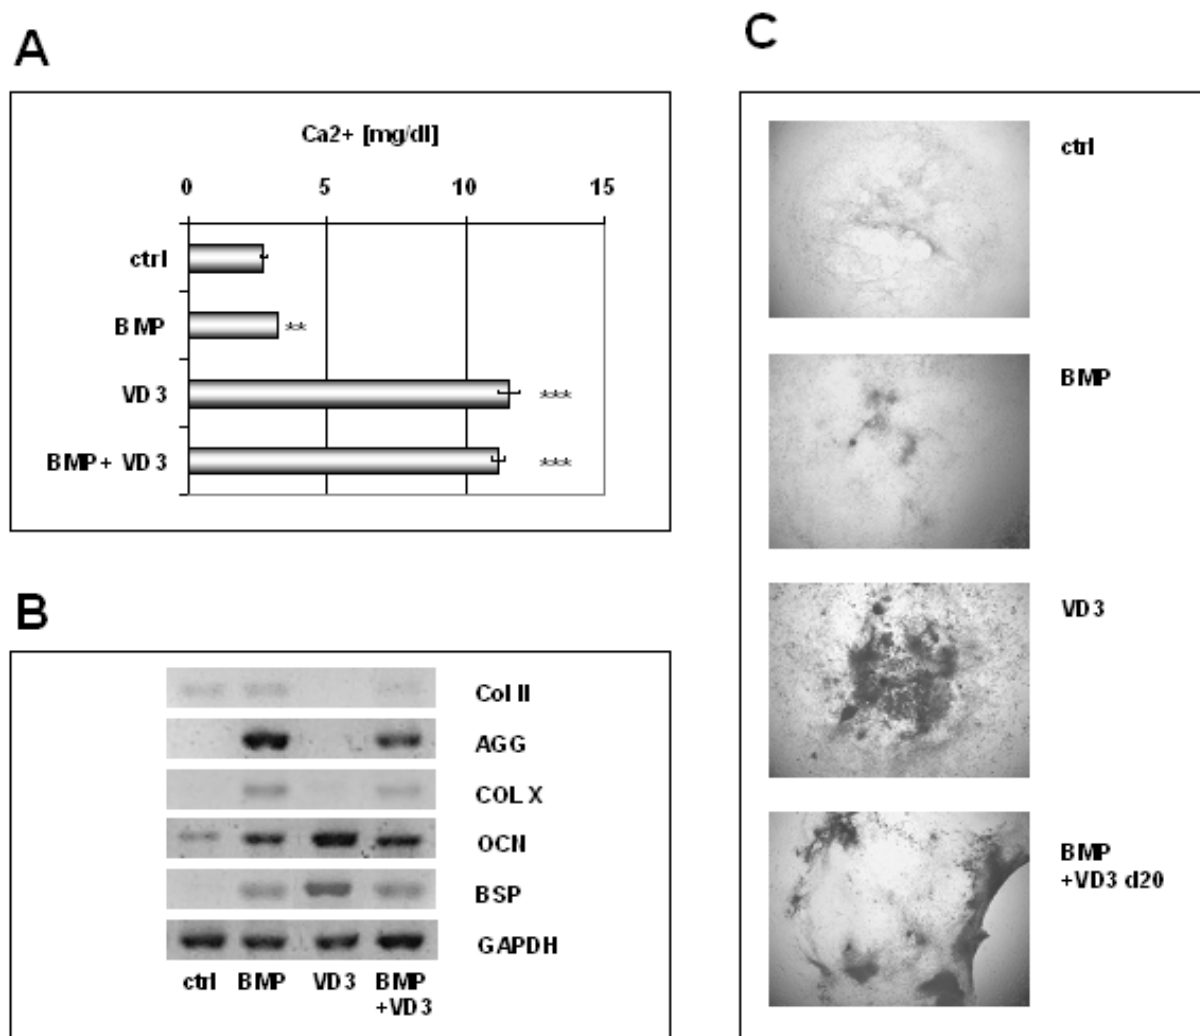 A
Ca2+ [mg/dl]
0 5 10 15
ctrl
BMP **
VD3 ***
BMP+ VD3 ***
B
Col II
AGG
COL X
OCN
BSP
GAPDH
ctrl BMP VD3 BMP
+VD3
C
ctrl
BMP
VD3
BMP
+VD3 d20